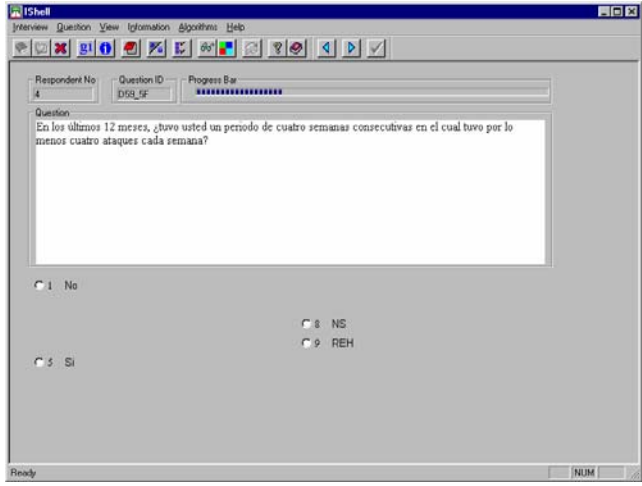 IShell
Interview Question View Information Algorithms Help
Respondent No
Question ID
Progress Bar
4
D59_5F
Question
En los últimos 12 meses, ¿tuvo usted un periodo de cuatro semanas consecutivas en el cual tuvo por lo
menos cuatro ataques cada semana?
1 No
8 NS
9 REH
5 Si
Ready
NUM